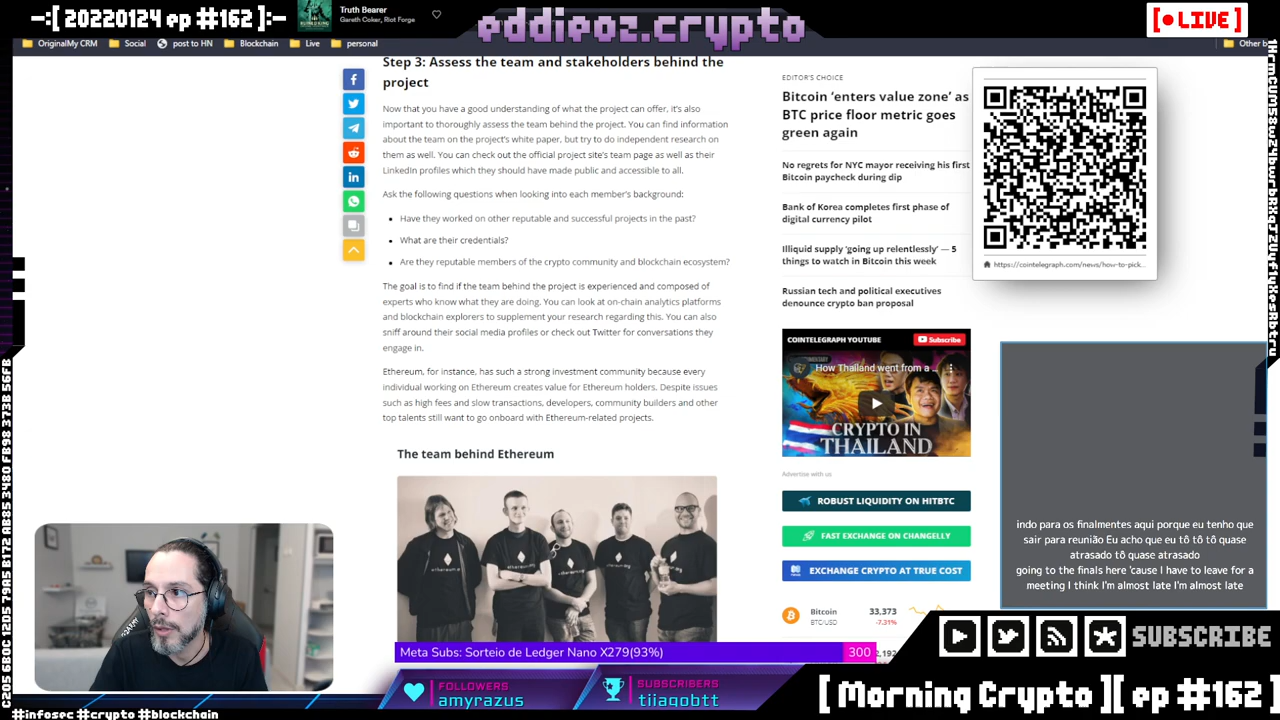 -:[ 20220124 ep #162 ]:-
Truth Bearer
Gareth Coker, Riot Forge
eddieoz.crypto
[ LIVE ]
OriginalMy CRM
Social
post to HN
Blockchain
Live
personal
Other b
Step 3: Assess the team and stakeholders behind the
project
Now that you have a good understanding of what the project can offer, it's also
important to thoroughly assess the team behind the project. You can find information
about the team on the project's white paper, but try to do independent research on
them as well. You can check out the official project site's team page as well as their
LinkedIn profiles which they should have made public and accessible to all.
Ask the following questions when looking into each member's background:
Have they worked on other reputable and successful projects in the past?
What are their credentials?
Are they reputable members of the crypto community and blockchain ecosystem?
The goal is to find if the team behind the project is experienced and composed of
experts who know what they are doing. You can look at on-chain analytics platforms
and blockchain explorers to supplement your research regarding this. You can also
sniff around their social media profiles or check out Twitter for conversations they
engage in.
Ethereum, for instance, has such a strong investment community because every
individual working on Ethereum creates value for Ethereum holders. Despite issues
such as high fees and slow transactions, developers, community builders and other
top talents still want to go onboard with Ethereum-related projects.
The team behind Ethereum
EDITOR'S CHOICE
Bitcoin 'enters value zone' as
BTC price floor metric goes
green again
No regrets for NYC mayor receiving his first
Bitcoin paycheck during dip
Bank of Korea completes first phase of
digital currency pilot
Illiquid supply 'going up relentlessly' — 5
things to watch in Bitcoin this week
Russian tech and political executives
denounce crypto ban proposal
COINTELEGRAPH YOUTUBE
Subscribe
How Thailand went from a ...
CRYPTO IN
THAILAND
Advertise with us
ROBUST LIQUIDITY ON HITBTC
FAST EXCHANGE ON CHANGELLY
EXCHANGE CRYPTO AT TRUE COST
Bitcoin
33,373
BTC/USD
-7.31%
https://cointelegraph.com/news/how-to-pick...
indo para os finalmentes aqui porque eu tenho que
sair para reunião Eu acho que eu tô tô tô quase
atrasado tô quase atrasado
going to the finals here 'cause I have to leave for a
meeting I think I'm almost late I'm almost late
Meta Subs: Sorteio de Ledger Nano X279(93%)
300
FOLLOWERS
amyrazus
SUBSCRIBERS
tiiagobtt
SUBSCRIBE
[ Morning Crypto ][ ep #162 ]
#infosec #crypto #blockchain